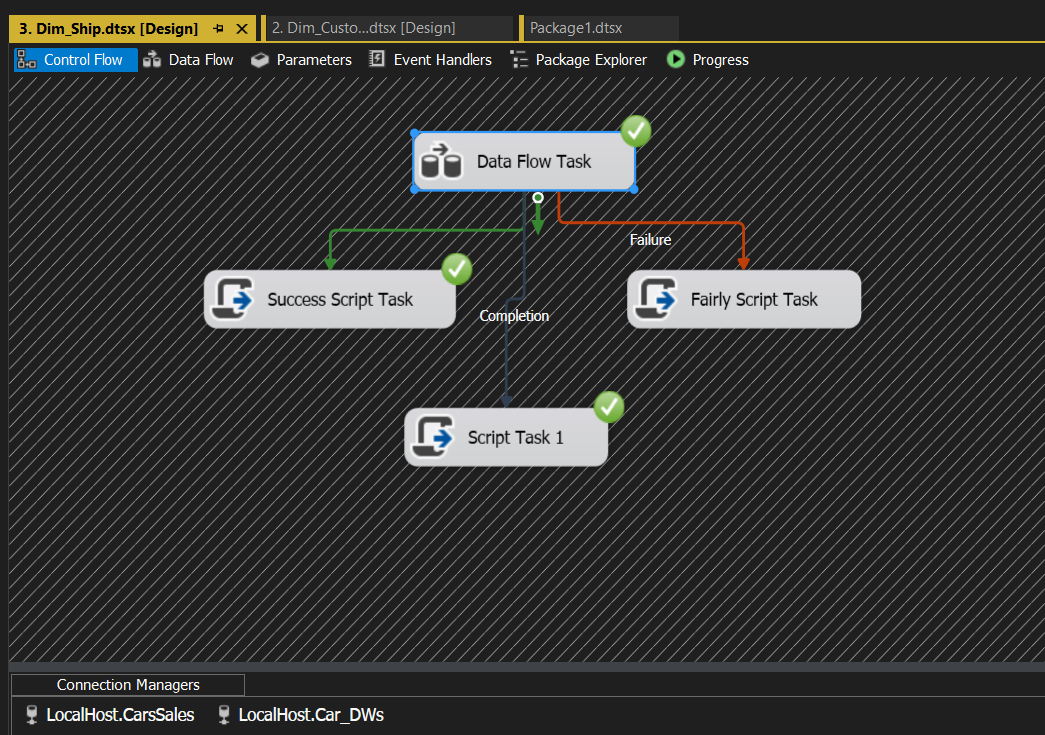 3. Dim_Ship.dtsx [Design]
2. Dim_Custo...dtsx [Design]
Package1.dtsx
Control Flow
Data Flow
Parameters
Event Handlers
Package Explorer
Progress
Data Flow Task
Failure
Success Script Task
Fairly Script Task
Completion
Script Task 1
Connection Managers
LocalHost.CarsSales
LocalHost.Car_DWs